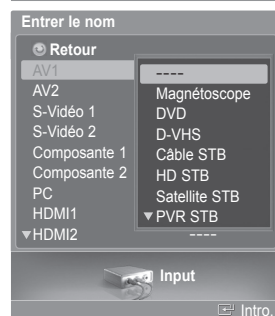 Entrer le nom
Retour
AV1 ----
AV2 Magnétoscope
S-Vidéo 1 DVD
S-Vidéo 2 D-VHS
Composante 1 Câble STB
Composante 2 HD STB
PC Satellite STB
HDMI1 ▼PVR STB
▼HDMI2 ----
Input
Intro.